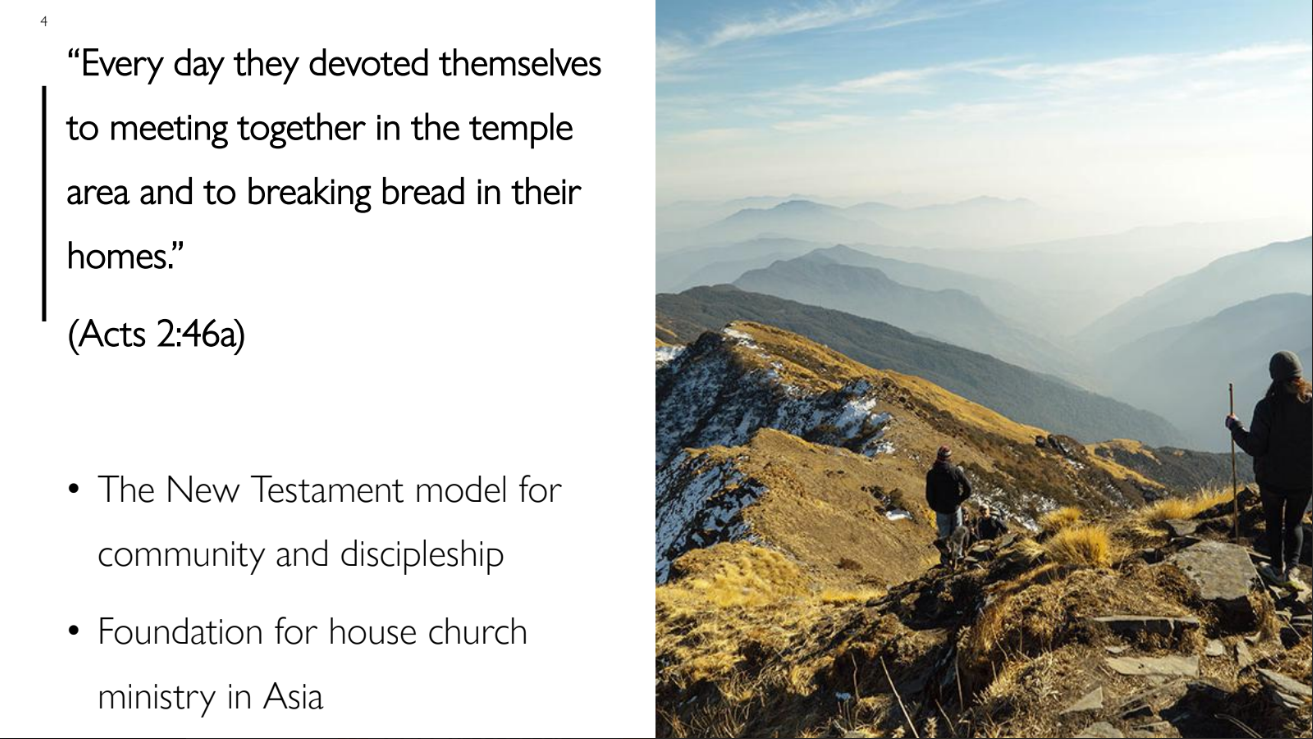 4
“Every day they devoted themselves
to meeting together in the temple
area and to breaking bread in their
homes.”
(Acts 2:46a)
• The New Testament model for
community and discipleship
• Foundation for house church
ministry in Asia